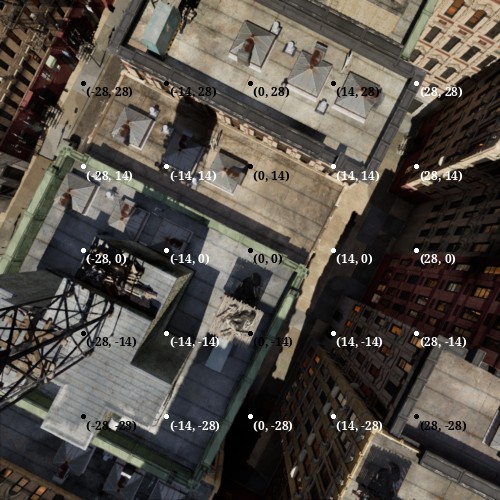 (-28, 28) (-14, 28) (0, 28) (14, 28) (28, 28)
(-28, 14) (-14, 14) (0, 14) (14, 14) (28, 14)
(-28, 0) (-14, 0) (0, 0) (14, 0) (28, 0)
(-28, -14) (-14, -14) (0, -14) (14, -14) (28, -14)
(-28, -28) (-14, -28) (0, -28) (14, -28) (28, -28)